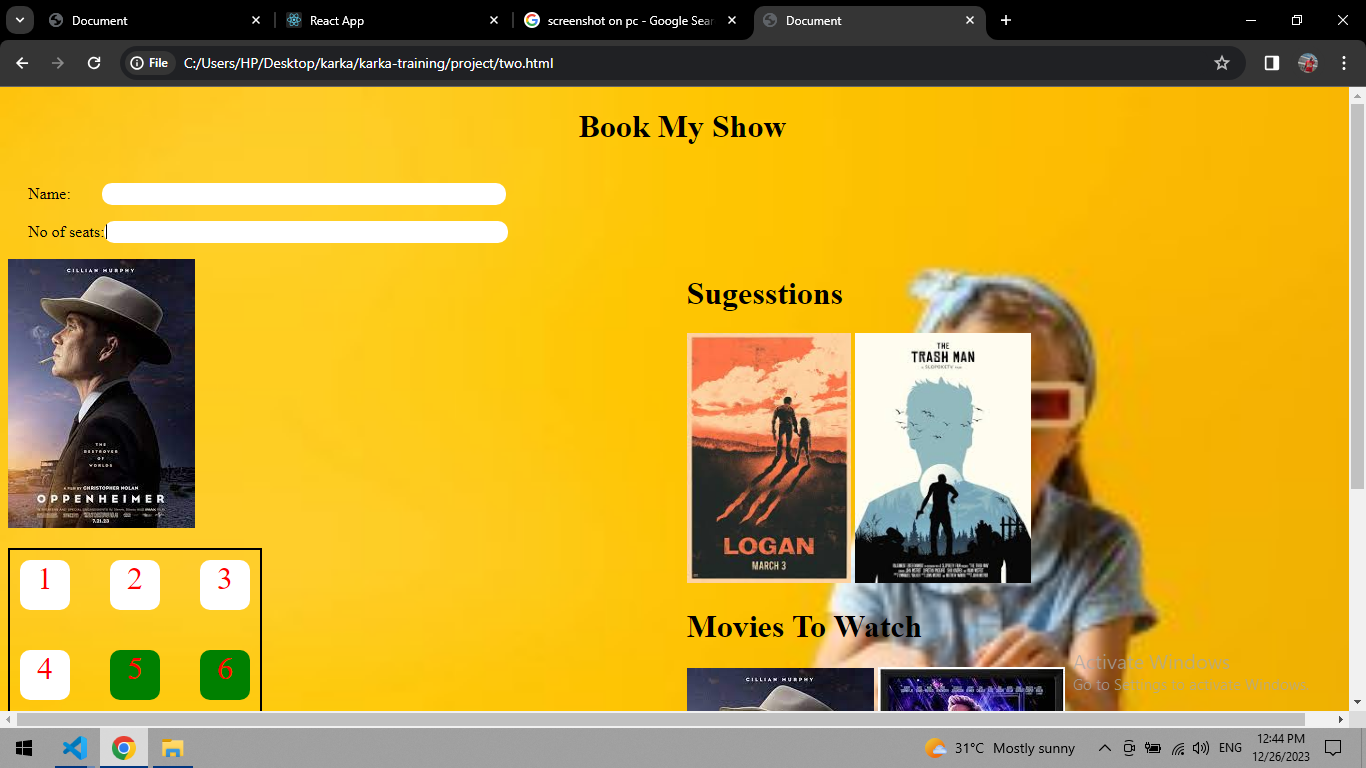 Document
React App
screenshot on pc - Google Sear
Document
File
C:/Users/HP/Desktop/karka/karka-training/project/two.html
Book My Show
Name:
No of seats:
CILLIAN MURPHY
THE
DESTROYER
OF
WORLDS
A FILM BY CHRISTOPHER NOLAN
OPPENHEIMER
7.21.23
1 2 3
4 5 6
Sugesstions
LOGAN
MARCH 3
THE
TRASH MAN
Movies To Watch
CILLIAN MURPHY
Activate Windows
Go to Settings to activate Windows.
31°C Mostly sunny
ENG
12:44 PM
12/26/2023